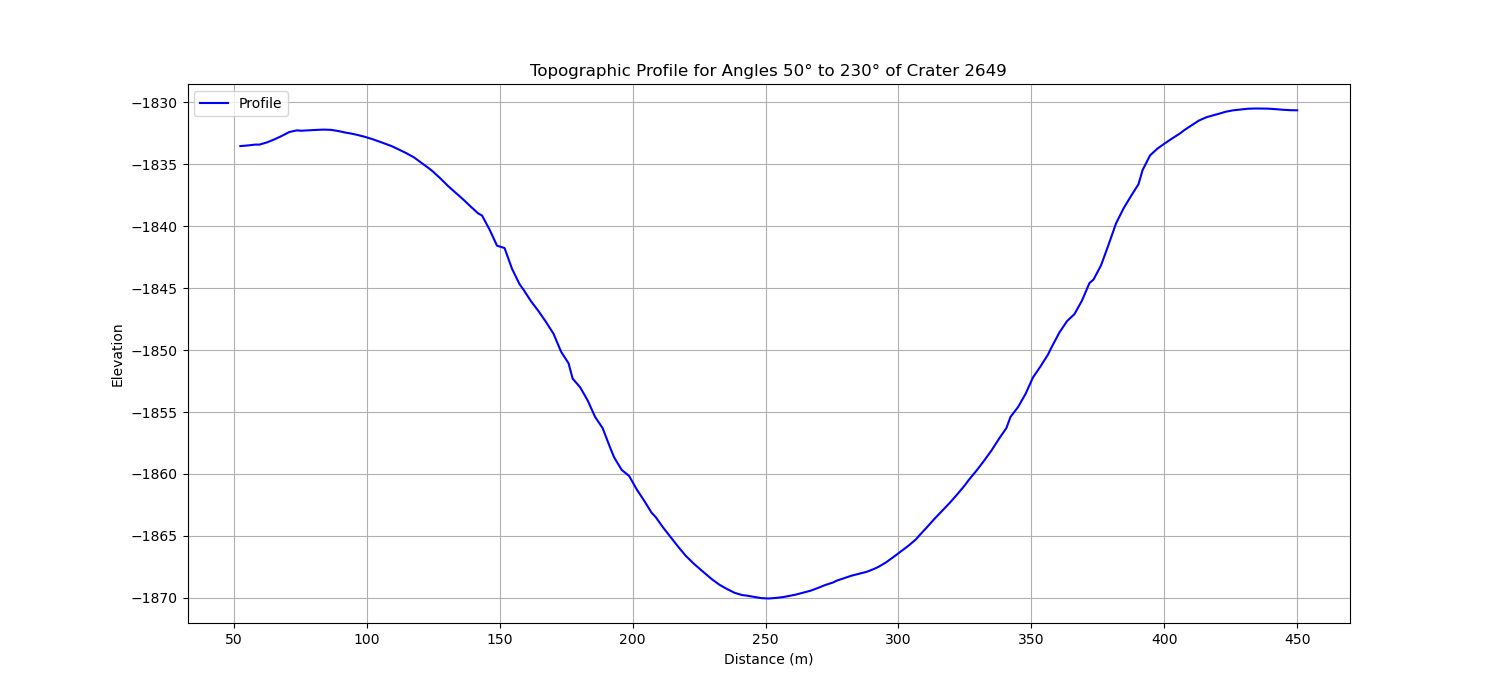 Topographic Profile for Angles 50° to 230° of Crater 2649
Profile
−1830
−1835
−1840
−1845
−1850
−1855
−1860
−1865
−1870
Elevation
50 100 150 200 250 300 350 400 450
Distance (m)